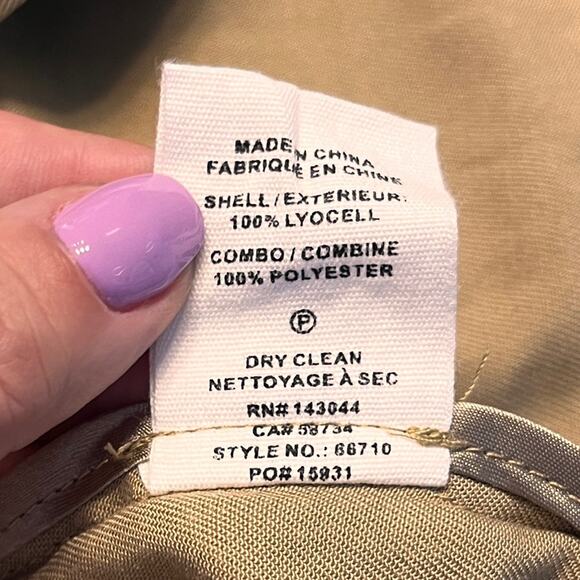 MADE IN CHINA
FABRIQUÉ EN CHINE
SHELL/EXTERIEUR:
100% LYOCELL
COMBO/COMBINE
100% POLYESTER
P
DRY CLEAN
NETTOYAGE À SEC
RN# 143044
CA# 58734
STYLE NO.: 66710
PO# 15931